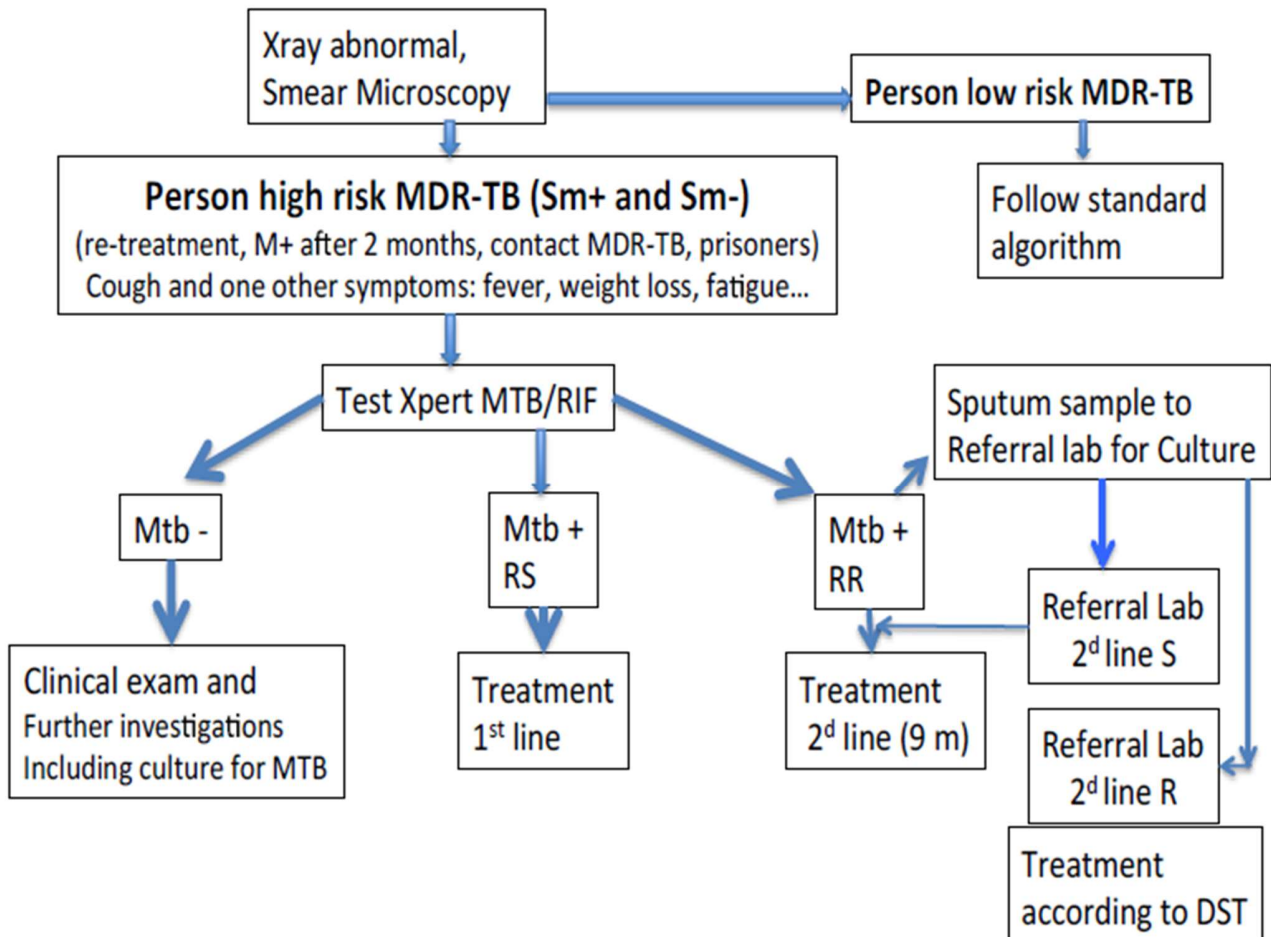 Xray abnormal,
Smear Microscopy
Person low risk MDR-TB
Follow standard
algorithm
Person high risk MDR-TB (Sm+ and Sm-)
(re-treatment, M+ after 2 months, contact MDR-TB, prisoners)
Cough and one other symptoms: fever, weight loss, fatigue...
Test Xpert MTB/RIF
Sputum sample to
Referral lab for Culture
Mtb -
Mtb +
RS
Mtb +
RR
Referral Lab
2ᵈ line S
Clinical exam and
Further investigations
Including culture for MTB
Treatment
1ˢᵗ line
Treatment
2ᵈ line (9 m)
Referral Lab
2ᵈ line R
Treatment
according to DST